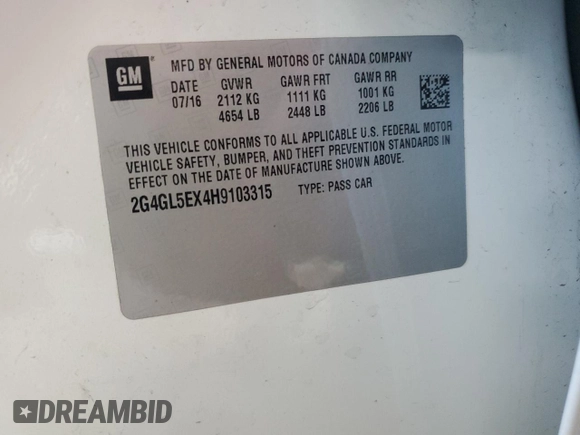 GM
MFD BY GENERAL MOTORS OF CANADA COMPANY
DATE GVWR GAWR FRT GAWR RR
07/16 2112 KG 1111 KG 1001 KG
4654 LB 2448 LB 2206 LB
THIS VEHICLE CONFORMS TO ALL APPLICABLE U.S. FEDERAL MOTOR
VEHICLE SAFETY, BUMPER, AND THEFT PREVENTION STANDARDS IN
EFFECT ON THE DATE OF MANUFACTURE SHOWN ABOVE.
2G4GL5EX4H9103315 TYPE: PASS CAR
DREAMBID